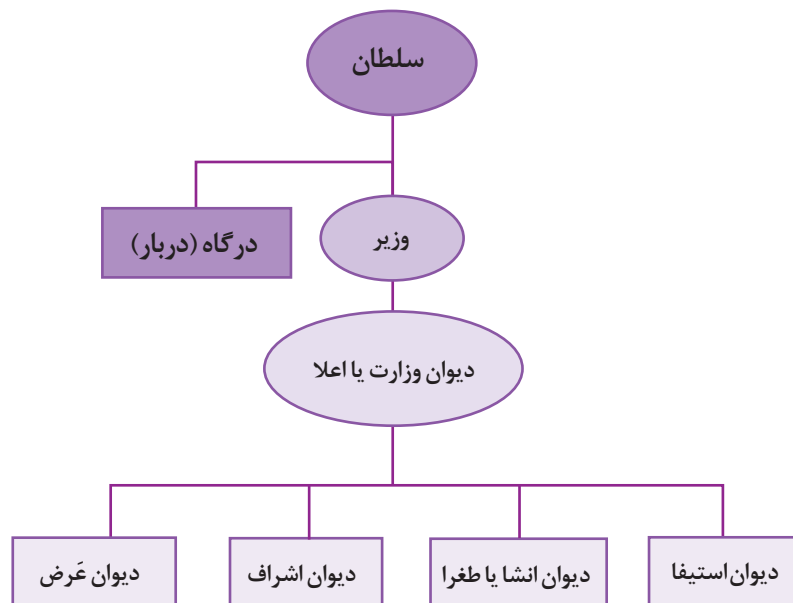 سلطان
وزیر
درگاه (دربار)
دیوان وزارت یا اعلا
دیوان استیفا
دیوان انشا یا طغرا
دیوان اشراف
دیوان عَرض